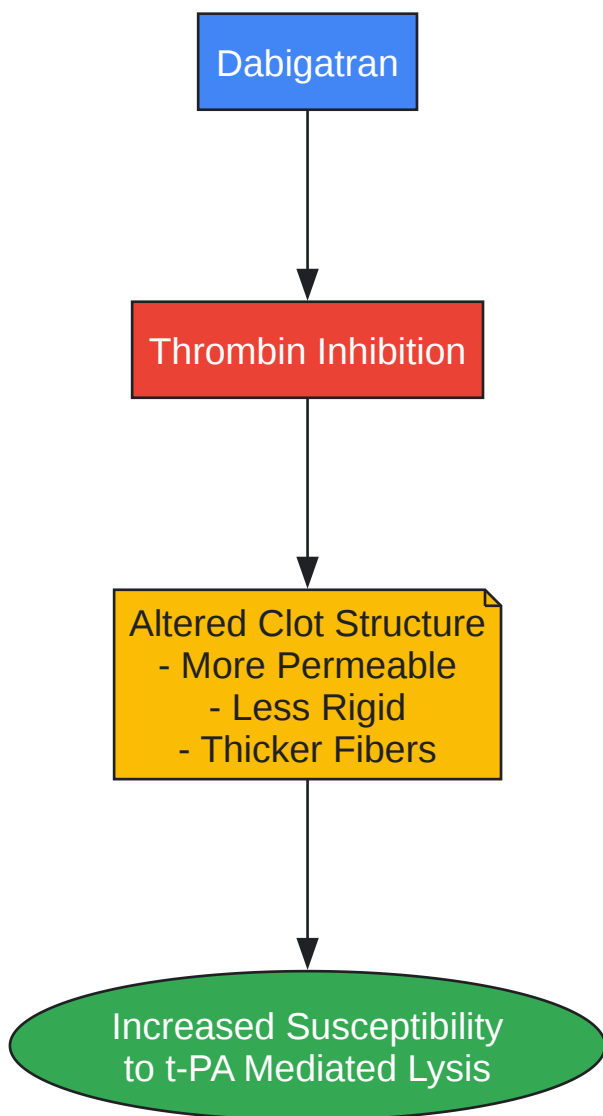 Dabigatran
Thrombin Inhibition
Altered Clot Structure
- More Permeable
- Less Rigid
- Thicker Fibers
Increased Susceptibility
to t-PA Mediated Lysis